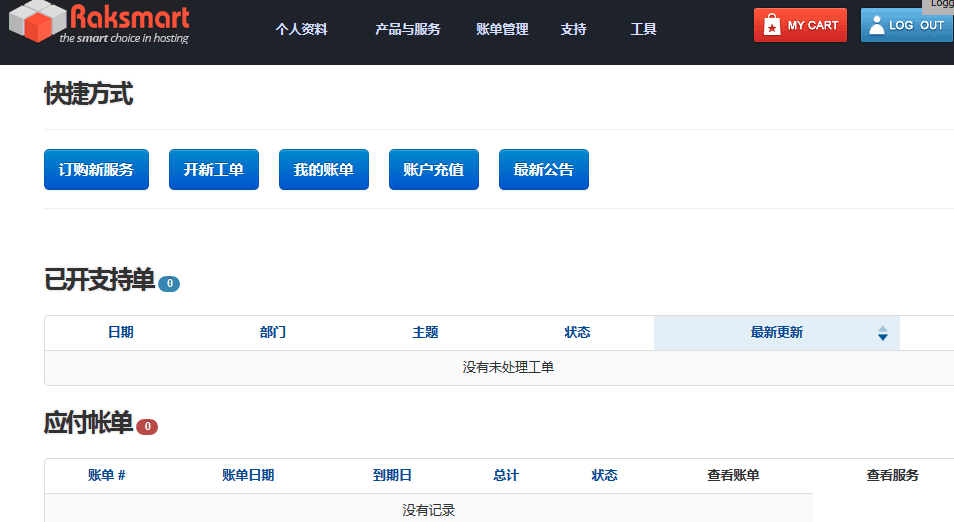 Logg
Raksmart
the smart choice in hosting
个人资料 产品与服务 账单管理 支持 工具 MY CART LOG OUT
快捷方式
订购新服务 开新工单 我的账单 账户充值 最新公告
已开支持单 0
日期 部门 主题 状态 最新更新
没有未处理工单
应付帐单 0
账单 # 账单日期 到期日 总计 状态 查看账单 查看服务
没有记录